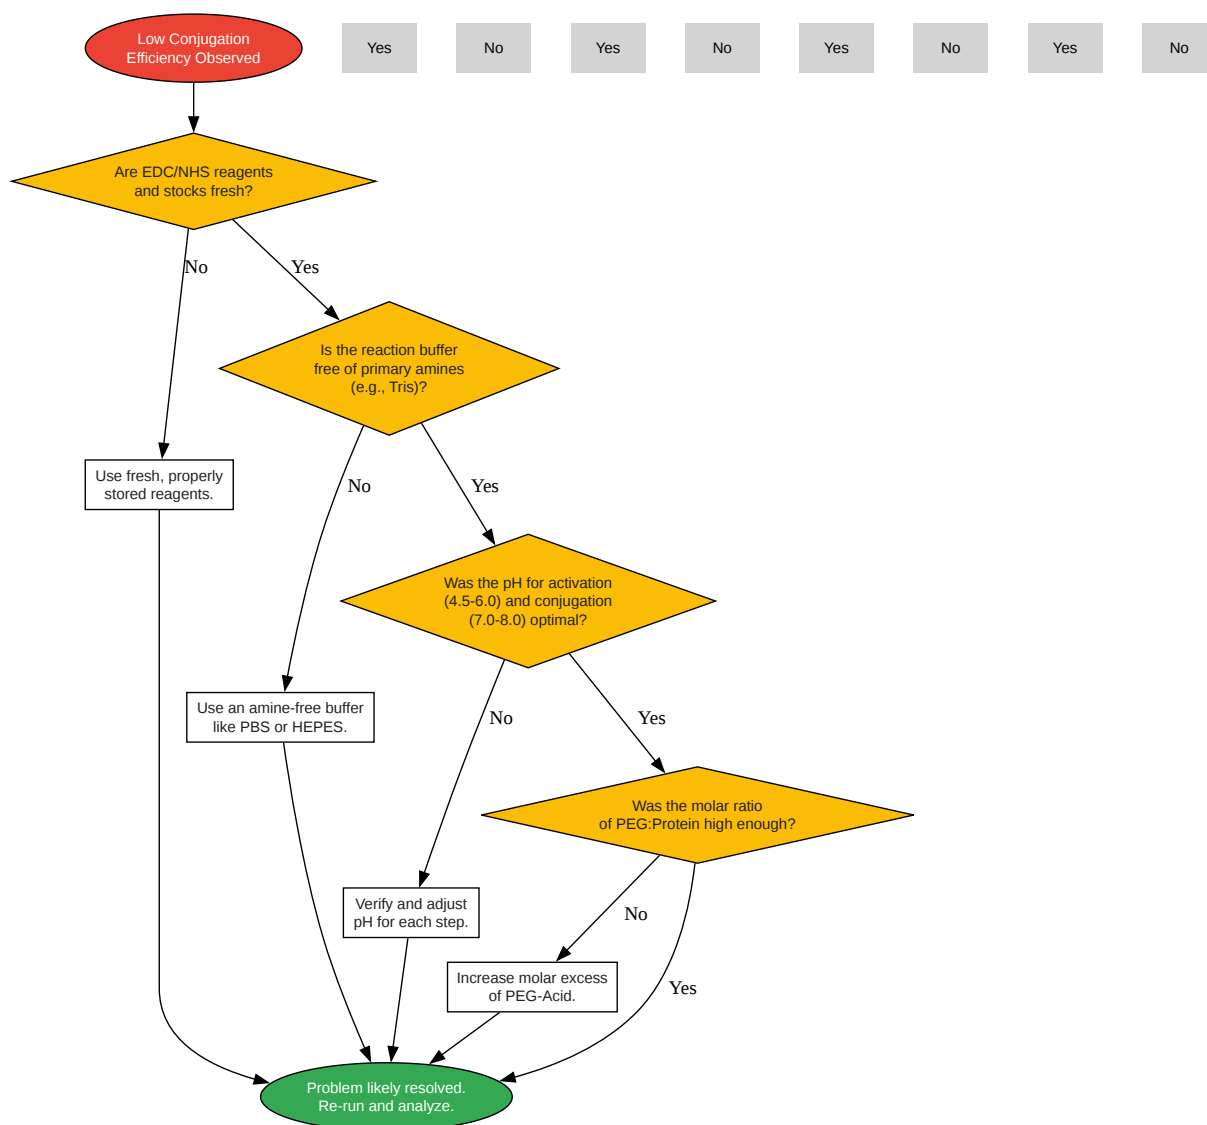 Low Conjugation
Efficiency Observed
Yes
No
Yes
No
Yes
No
Yes
No
Are EDC/NHS reagents
and stocks fresh?
No
Yes
Is the reaction buffer
free of primary amines
(e.g., Tris)?
Use fresh, properly
stored reagents.
No
Yes
Was the pH for activation
(4.5-6.0) and conjugation
(7.0-8.0) optimal?
Use an amine-free buffer
like PBS or HEPES.
No
Yes
Was the molar ratio
of PEG:Protein high enough?
Verify and adjust
pH for each step.
No
Increase molar excess
of PEG-Acid.
Yes
Problem likely resolved.
Re-run and analyze.